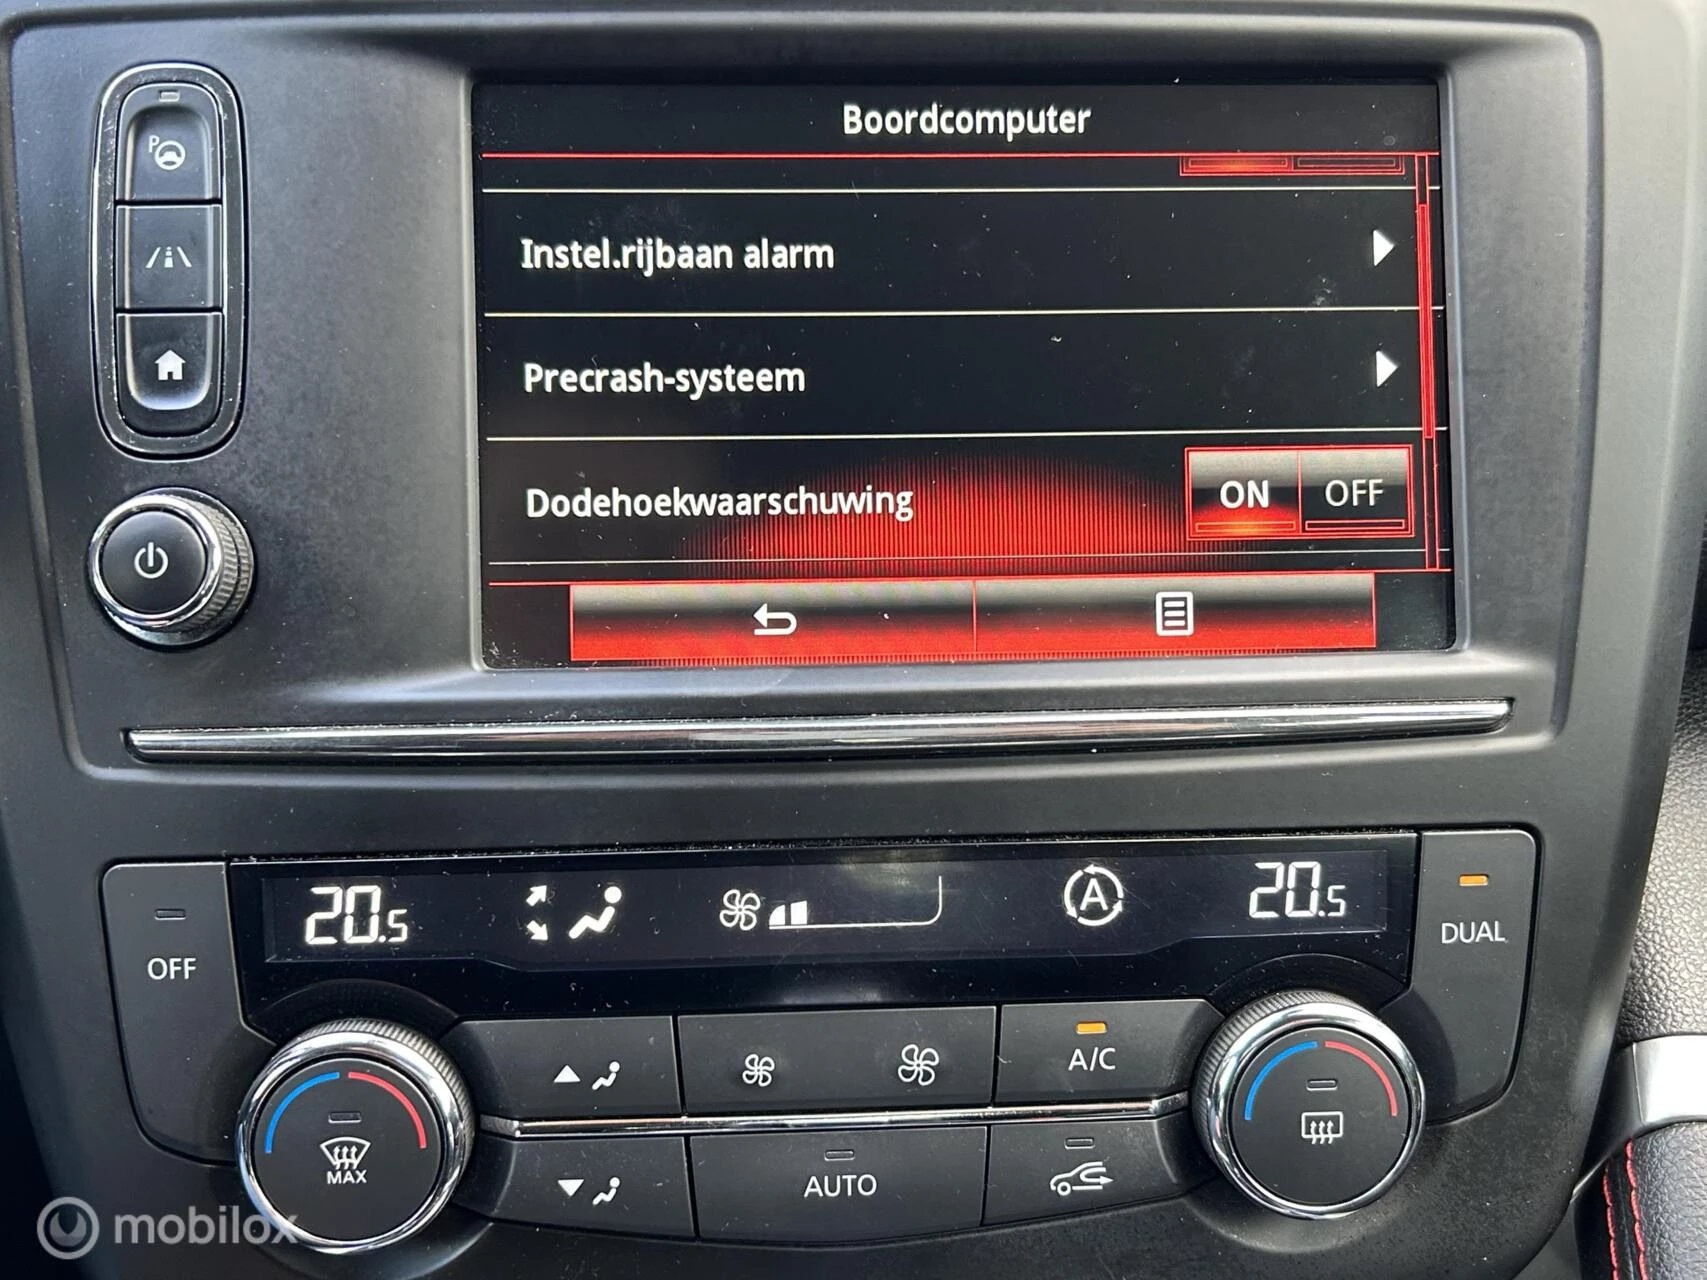 Boordcomputer
P
Instel.rijbaan alarm
Precrash-systeem
Dodehoekwaarschuwing
ON OFF
20.5
A
20.5
OFF
DUAL
A/C
MAX
AUTO
mobilox